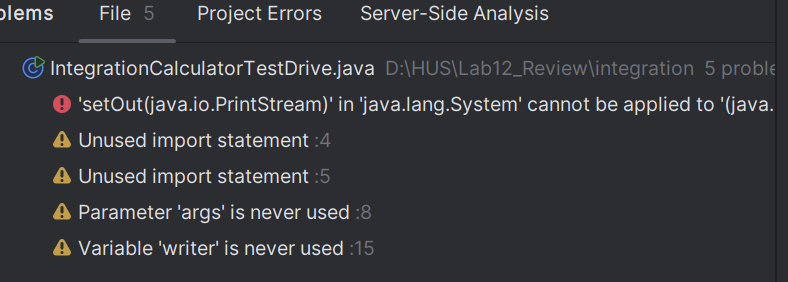 oblems File 5 Project Errors Server-Side Analysis
IntegrationCalculatorTestDrive.java D:\HUS\Lab12_Review\integration 5 proble
'setOut(java.io.PrintStream)' in 'java.lang.System' cannot be applied to '(java.
Unused import statement :4
Unused import statement :5
Parameter 'args' is never used :8
Variable 'writer' is never used :15